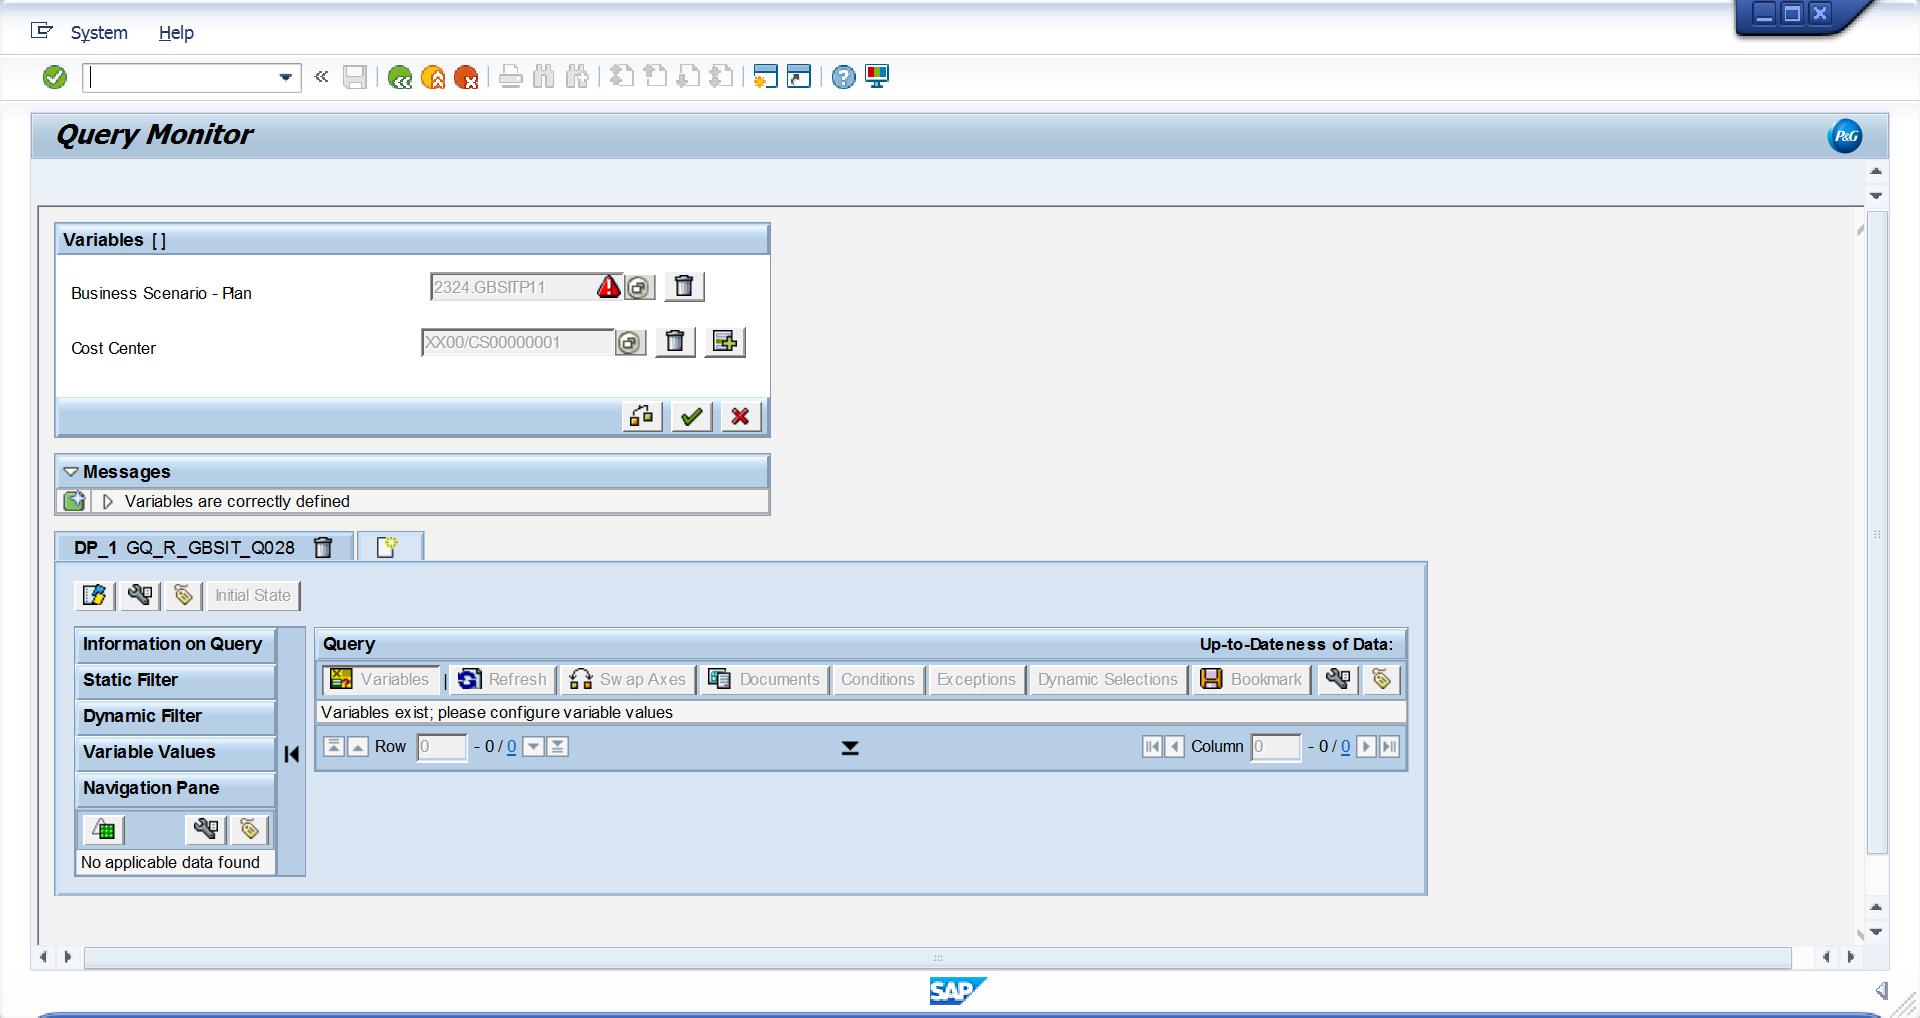 System Help
Query Monitor
P&G
Variables [ ]
Business Scenario - Plan 2324.GBSITP11
Cost Center XX00/CS00000001
Messages
Variables are correctly defined
DP_1 GQ_R_GBSIT_Q028
Initial State
Information on Query
Static Filter
Dynamic Filter
Variable Values
Navigation Pane
No applicable data found
Query Up-to-Dateness of Data:
Variables | Refresh Swap Axes Documents Conditions Exceptions Dynamic Selections Bookmark
Variables exist; please configure variable values
Row 0 - 0 / 0 Column 0 - 0 / 0
SAP